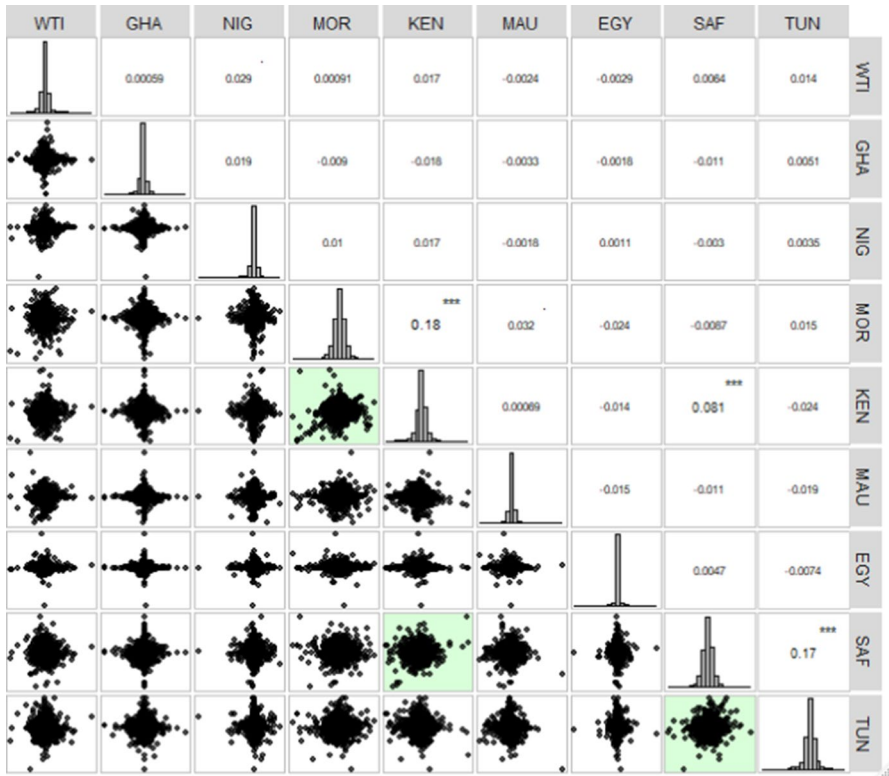 WTI GHA NIG MOR KEN MAU EGY SAF TUN
0.00059 0.029 0.00091 0.017 -0.0024 -0.0029 0.0064 0.014 WTI
0.019 -0.009 -0.018 -0.0033 -0.0018 -0.011 0.0051 GHA
0.01 0.017 -0.0018 0.0011 -0.003 0.0035 NIG
***
0.18 0.032 -0.024 -0.0087 0.015 MOR
***
0.00069 -0.014 0.081 -0.024 KEN
-0.015 -0.011 -0.019 MAU
0.0047 -0.0074 EGY
***
0.17 SAF
TUN